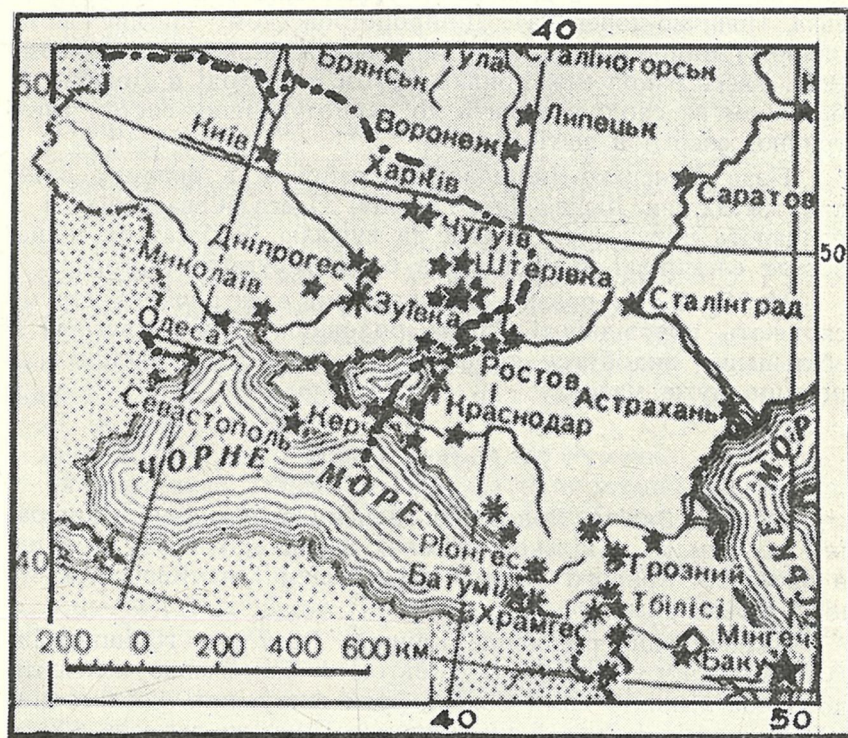 40
Брянськ
Тула
Сталіногорськ
50
Київ
Воронеж
Липецьк
Харків
Саратов
Чугуїв
Дніпрогес
Штерівка
50
Миколаїв
Зуївка
Сталінград
Одеса
Ростов
Севастополь
Керч
Краснодар
Астрахань
ЧОРНЕ МОРЕ
Ріонгес
Грозний
40
Батумі
Тбілісі
Храмгес
Мінгеч
200 0 200 400 600 км
Баку
40
50